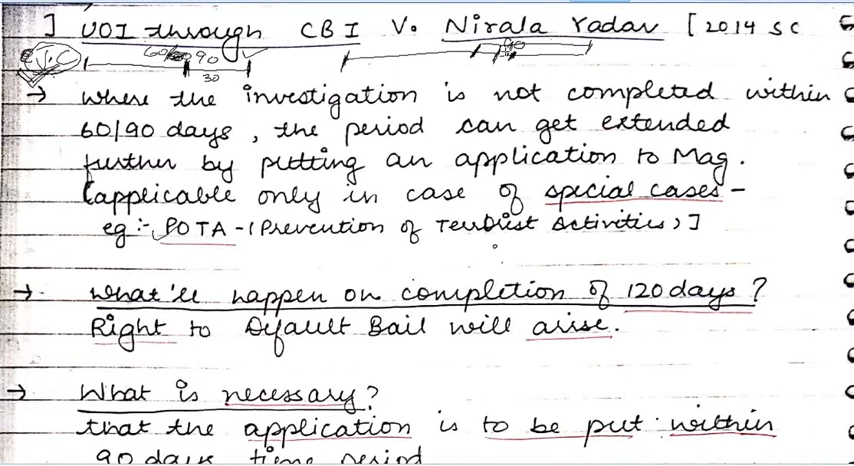 ] UOI through CBI V. Nirala Yadav [2014 SC
90
30
→ where the investigation is not completed within
60/90 days, the period can get extended
further by putting an application to Mag.
(applicable only in case of special cases -
eg :- POTA - (Prevention of Terrorist Activities)]
→ What'll happen on completion of 120 days?
Right to Default Bail will arise.
→ What is necessary?
that the application is to be put within
90 days time period